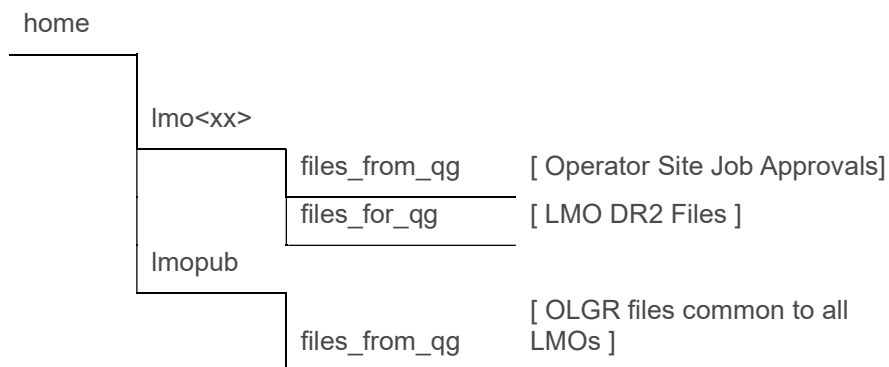 home
lmo<xx>
files_from_qg [ Operator Site Job Approvals]
files_for_qg [ LMO DR2 Files ]
lmopub
files_from_qg [ OLGR files common to all
LMOs ]